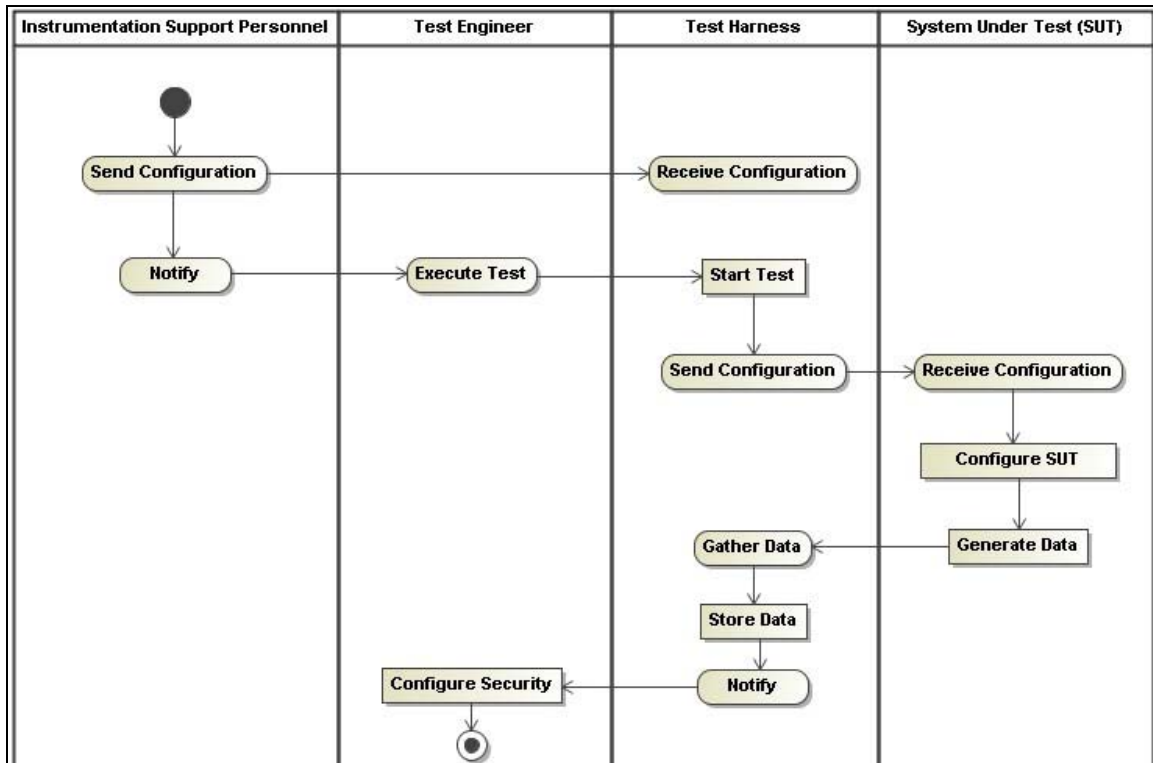 Instrumentation Support Personnel
Test Engineer
Test Harness
System Under Test (SUT)
Send Configuration
Receive Configuration
Notify
Execute Test
Start Test
Send Configuration
Receive Configuration
Configure SUT
Gather Data
Generate Data
Store Data
Configure Security
Notify